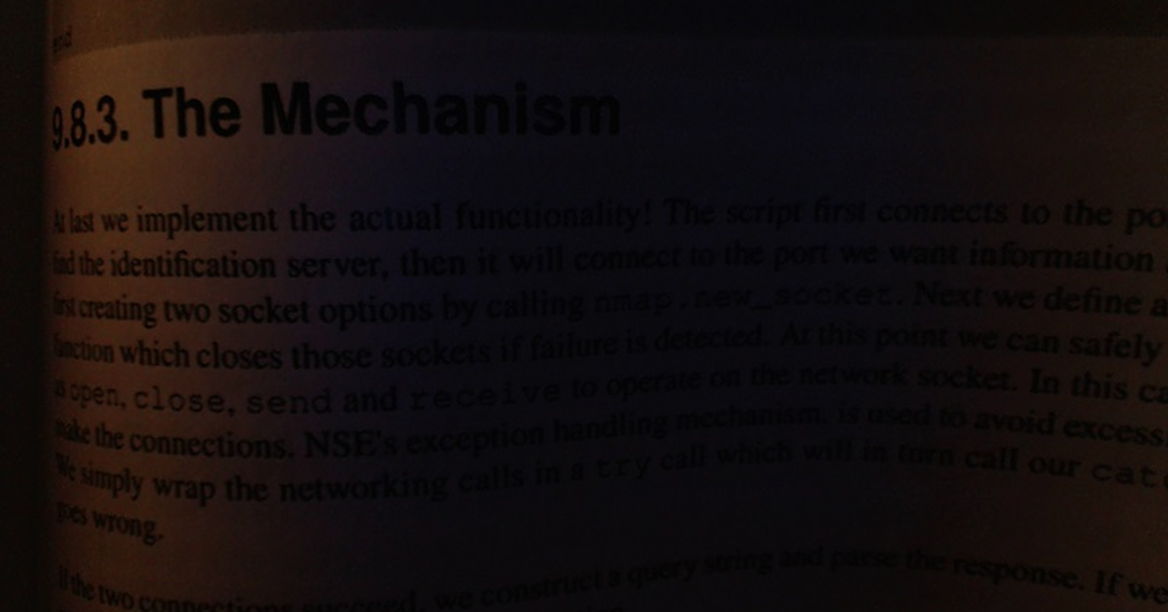 end
9.8.3. The Mechanism
At last we implement the actual functionality! The script first connects to the po
find the identification server, then it will connect to the port we want information
first creating two socket options by calling nmap.new_socket. Next we define a
function which closes those sockets if failure is detected. At this point we can safely
as open, close, send and receive to operate on the network socket. In this ca
make the connections. NSE's exception handling mechanism. is used to avoid excess
We simply wrap the networking calls in a try call which will in turn call our cat
goes wrong.
If the two connections succeed, we construct a query string and parse the response. If we